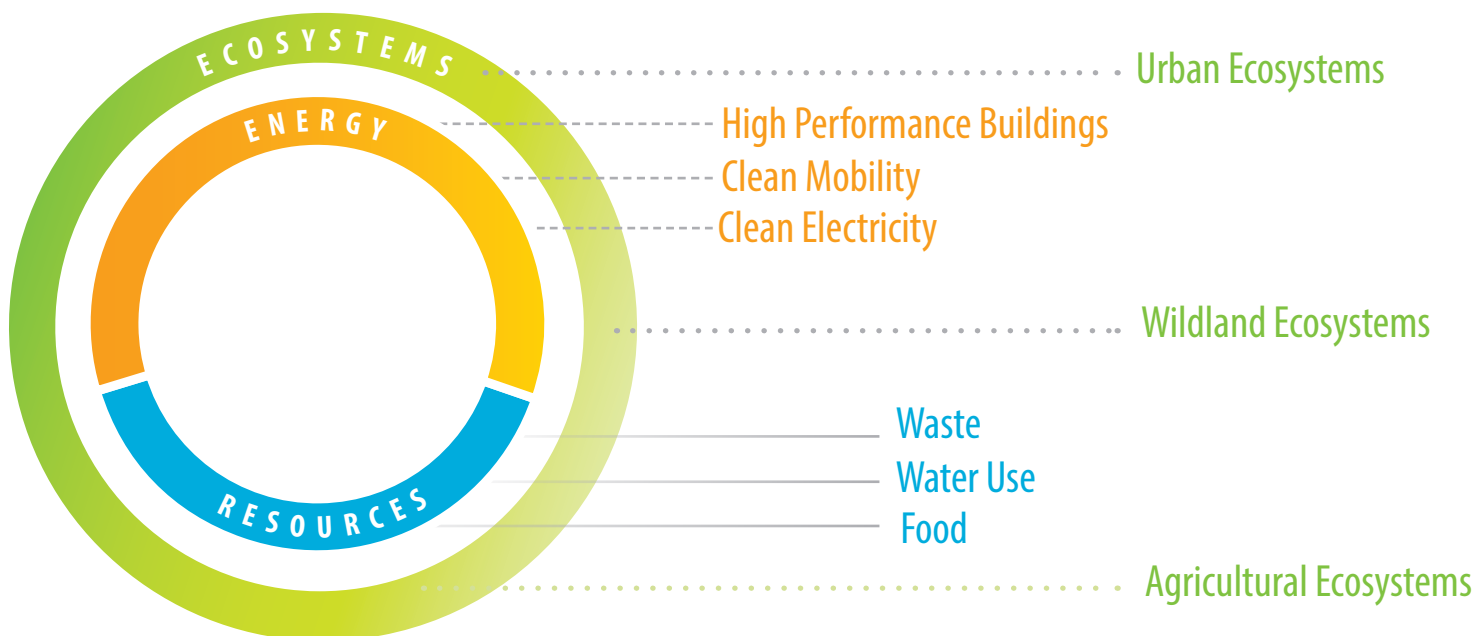 ECOSYSTEMS
Urban Ecosystems
ENERGY
High Performance Buildings
Clean Mobility
Clean Electricity
Wildland Ecosystems
Waste
Water Use
RESOURCES
Food
Agricultural Ecosystems